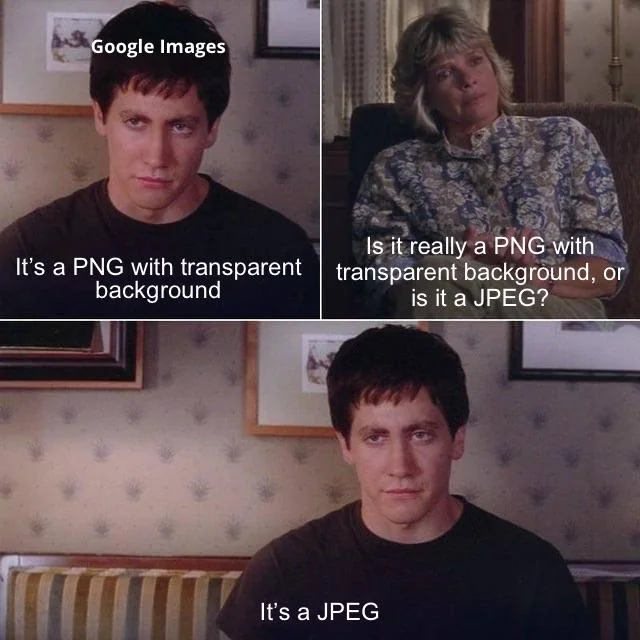 Google Images
It’s a PNG with transparent
background
Is it really a PNG with
transparent background, or
is it a JPEG?
It’s a JPEG